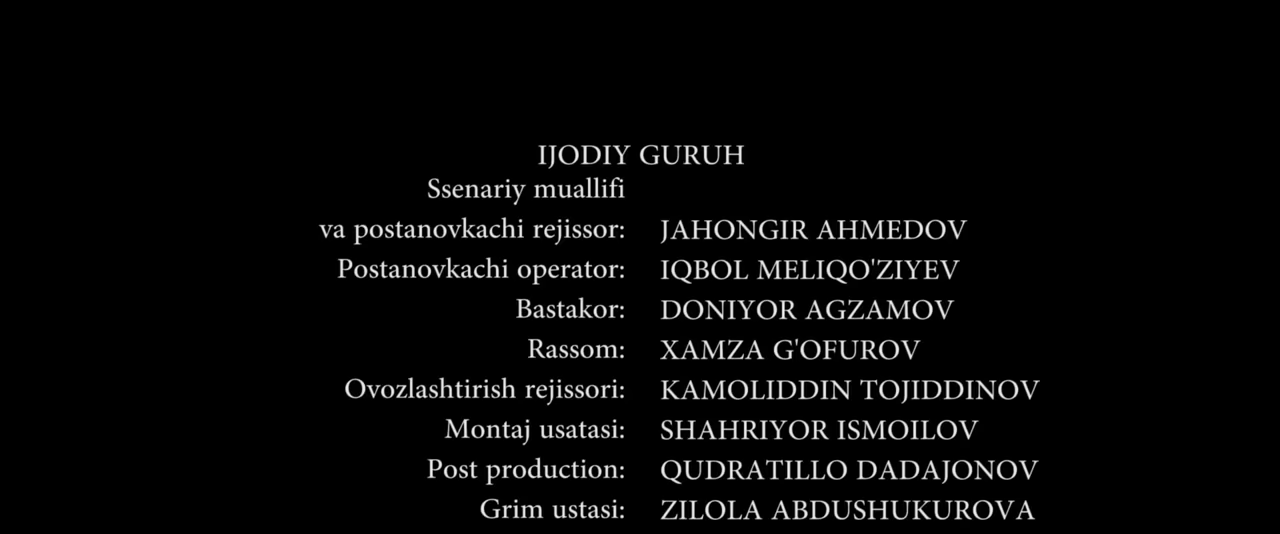 IJODIY GURUH
Ssenariy muallifi
va postanovkachi rejissor: JAHONGIR AHMEDOV
Postanovkachi operator: IQBOL MELIQO'ZIYEV
Bastakor: DONIYOR AGZAMOV
Rassom: XAMZA G'OFUROV
Ovozlashtirish rejissori: KAMOLIDDIN TOJIDDINOV
Montaj usatasi: SHAHRIYOR ISMOILOV
Post production: QUDRATILLO DADAJONOV
Grim ustasi: ZILOLA ABDUSHUKUROVA